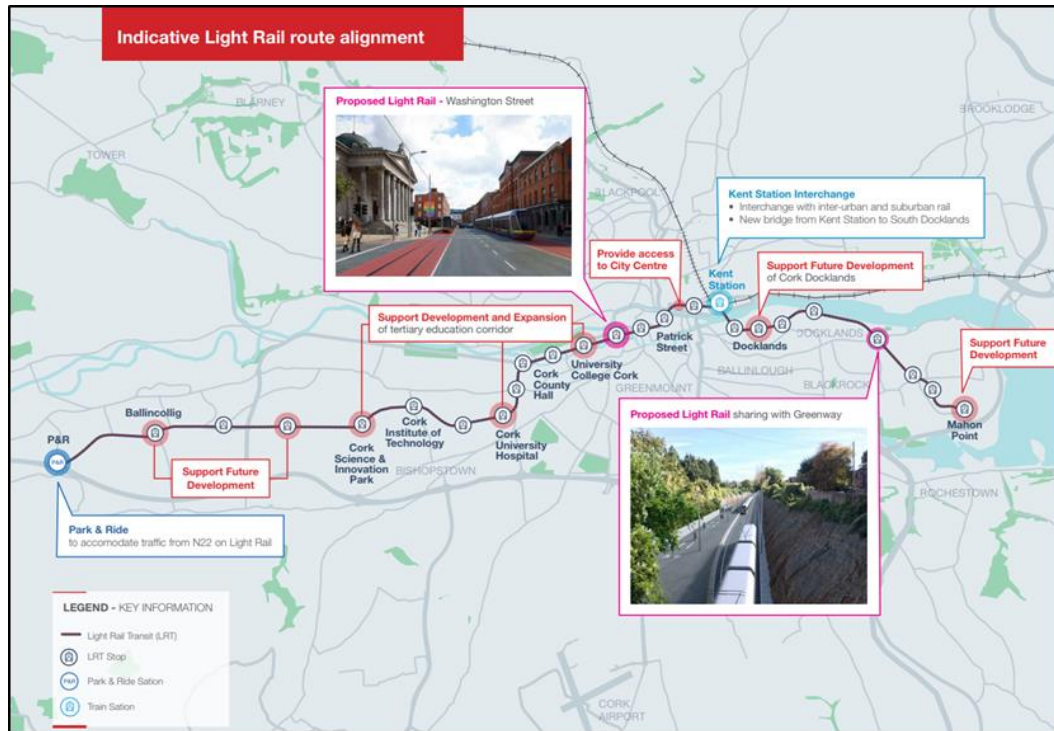 Indicative Light Rail route alignment
BLARNEY
TOWER
BROOKLODGE
Proposed Light Rail - Washington Street
BLACKPOOL
Kent Station Interchange
▪ Interchange with inter-urban and suburban rail
▪ New bridge from Kent Station to South Docklands
Provide access
to City Centre
Kent
Station
Support Future Development
of Cork Docklands
Support Development and Expansion
of tertiary education corridor
Patrick
Street
Docklands
DOCKLANDS
Support Future
Development
University
College Cork
Cork
County
Hall
GREENMOUNT
BALLINLOUGH
BLACKROCK
Mahon
Point
Ballincollig
P&R
P&R
Support Future
Development
Cork
Science &
Innovation
Park
Cork
Institute of
Technology
BISHOPSTOWN
Cork
University
Hospital
Proposed Light Rail sharing with Greenway
ROCHESTOWN
Park & Ride
to accomodate traffic from N22 on Light Rail
LEGEND - KEY INFORMATION
Light Rail Transit (LRT)
LRT Stop
P&R
Park & Ride Sation
Train Sation
CORK
AIRPORT